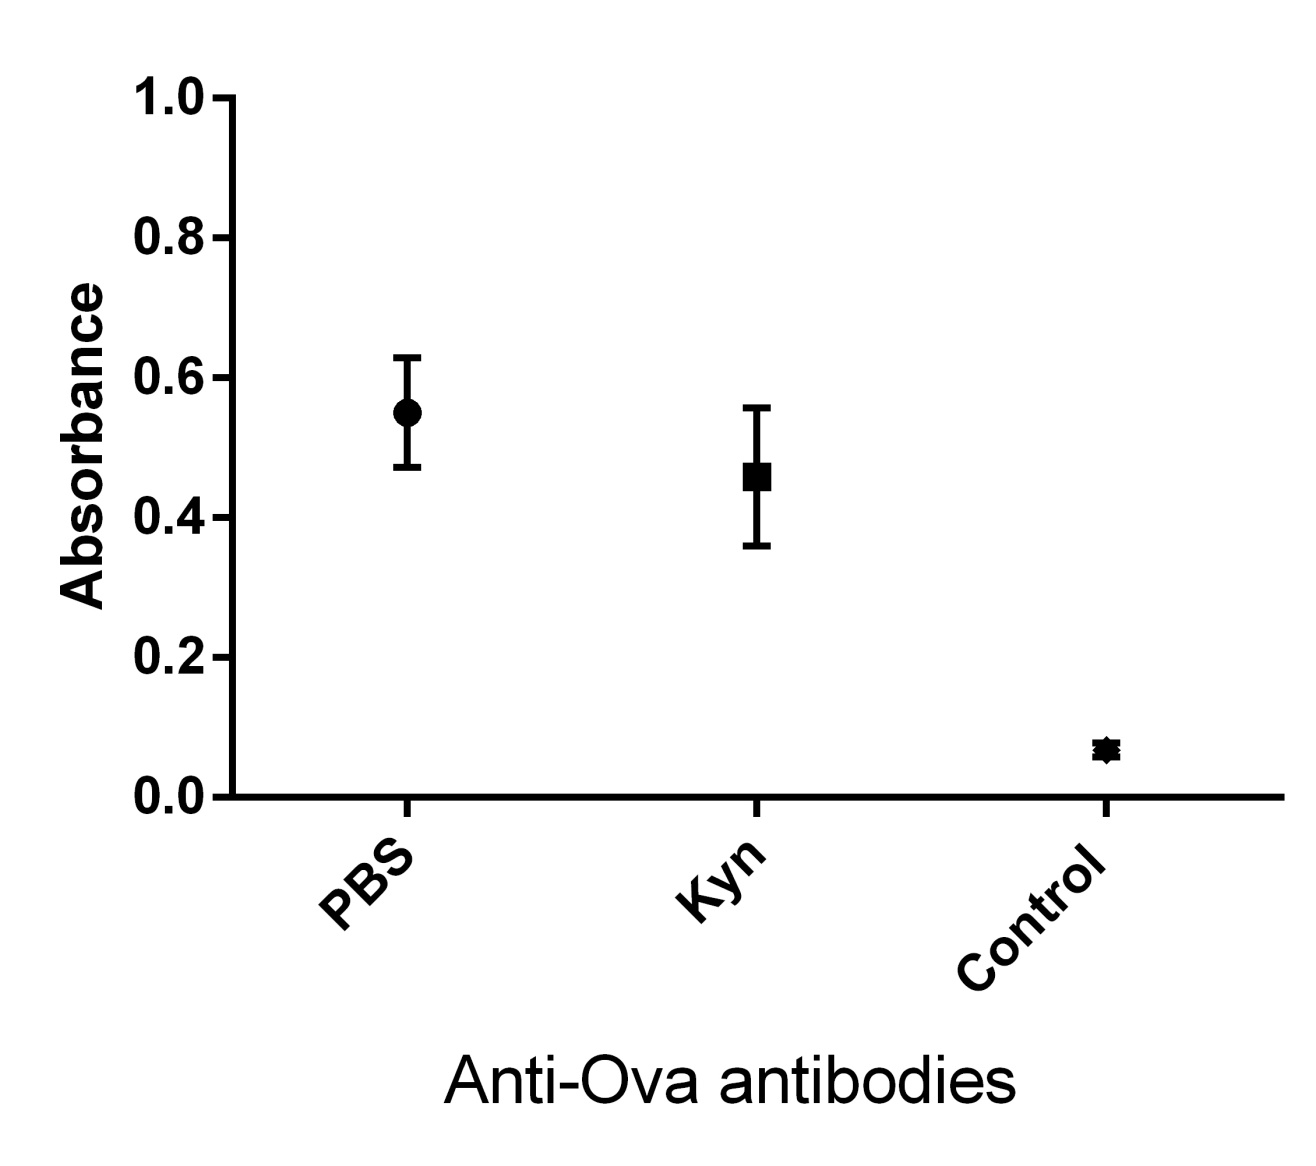 1.0
0.8
0.6
0.4
0.2
0.0
Absorbance
PBS
Kyn
Control
Anti-Ova antibodies